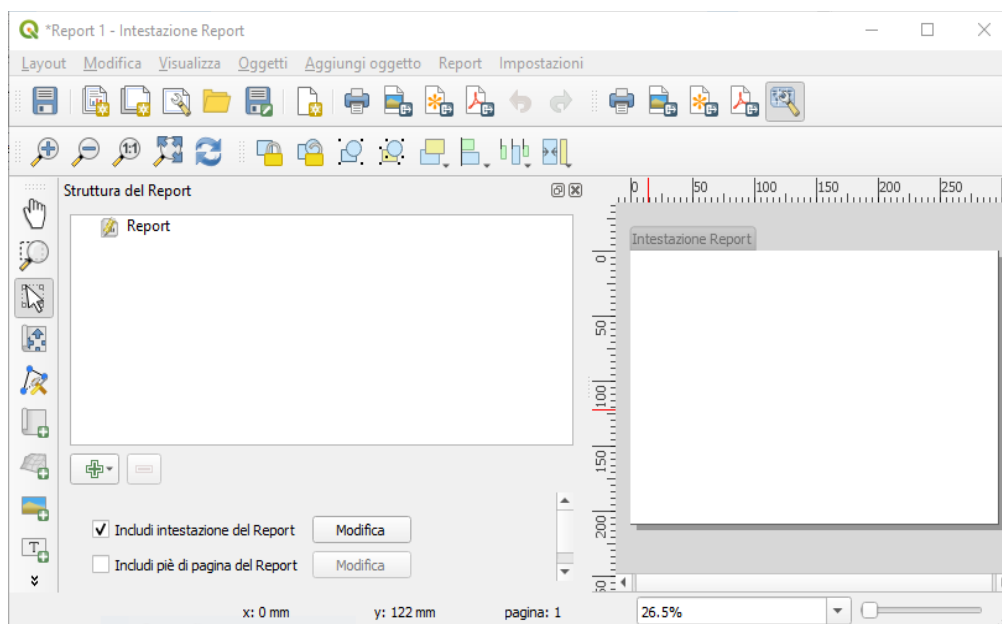 *Report 1 - Intestazione Report
Layout Modifica Visualizza Oggetti Aggiungi oggetto Report Impostazioni
1:1
Struttura del Report
0 50 100 150 200 250
Report
Intestazione Report
0
50
100
150
200
T
Includi intestazione del Report Modifica
Includi piè di pagina del Report Modifica
x: 0 mm y: 122 mm pagina: 1 26.5%